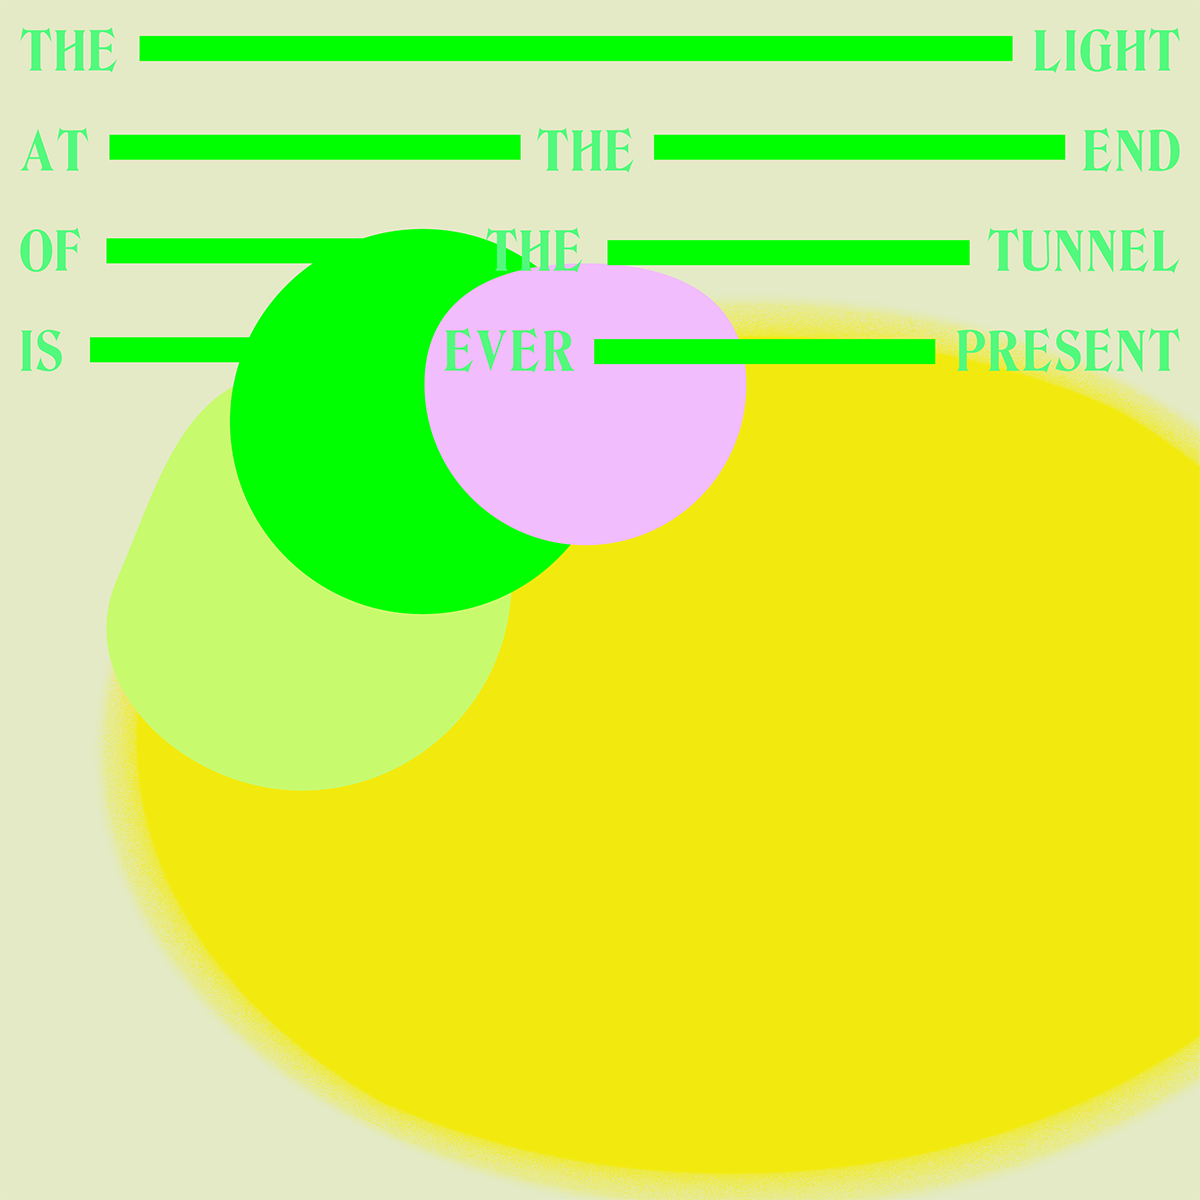 THE LIGHT
AT THE END
OF THE TUNNEL
IS EVER PRESENT